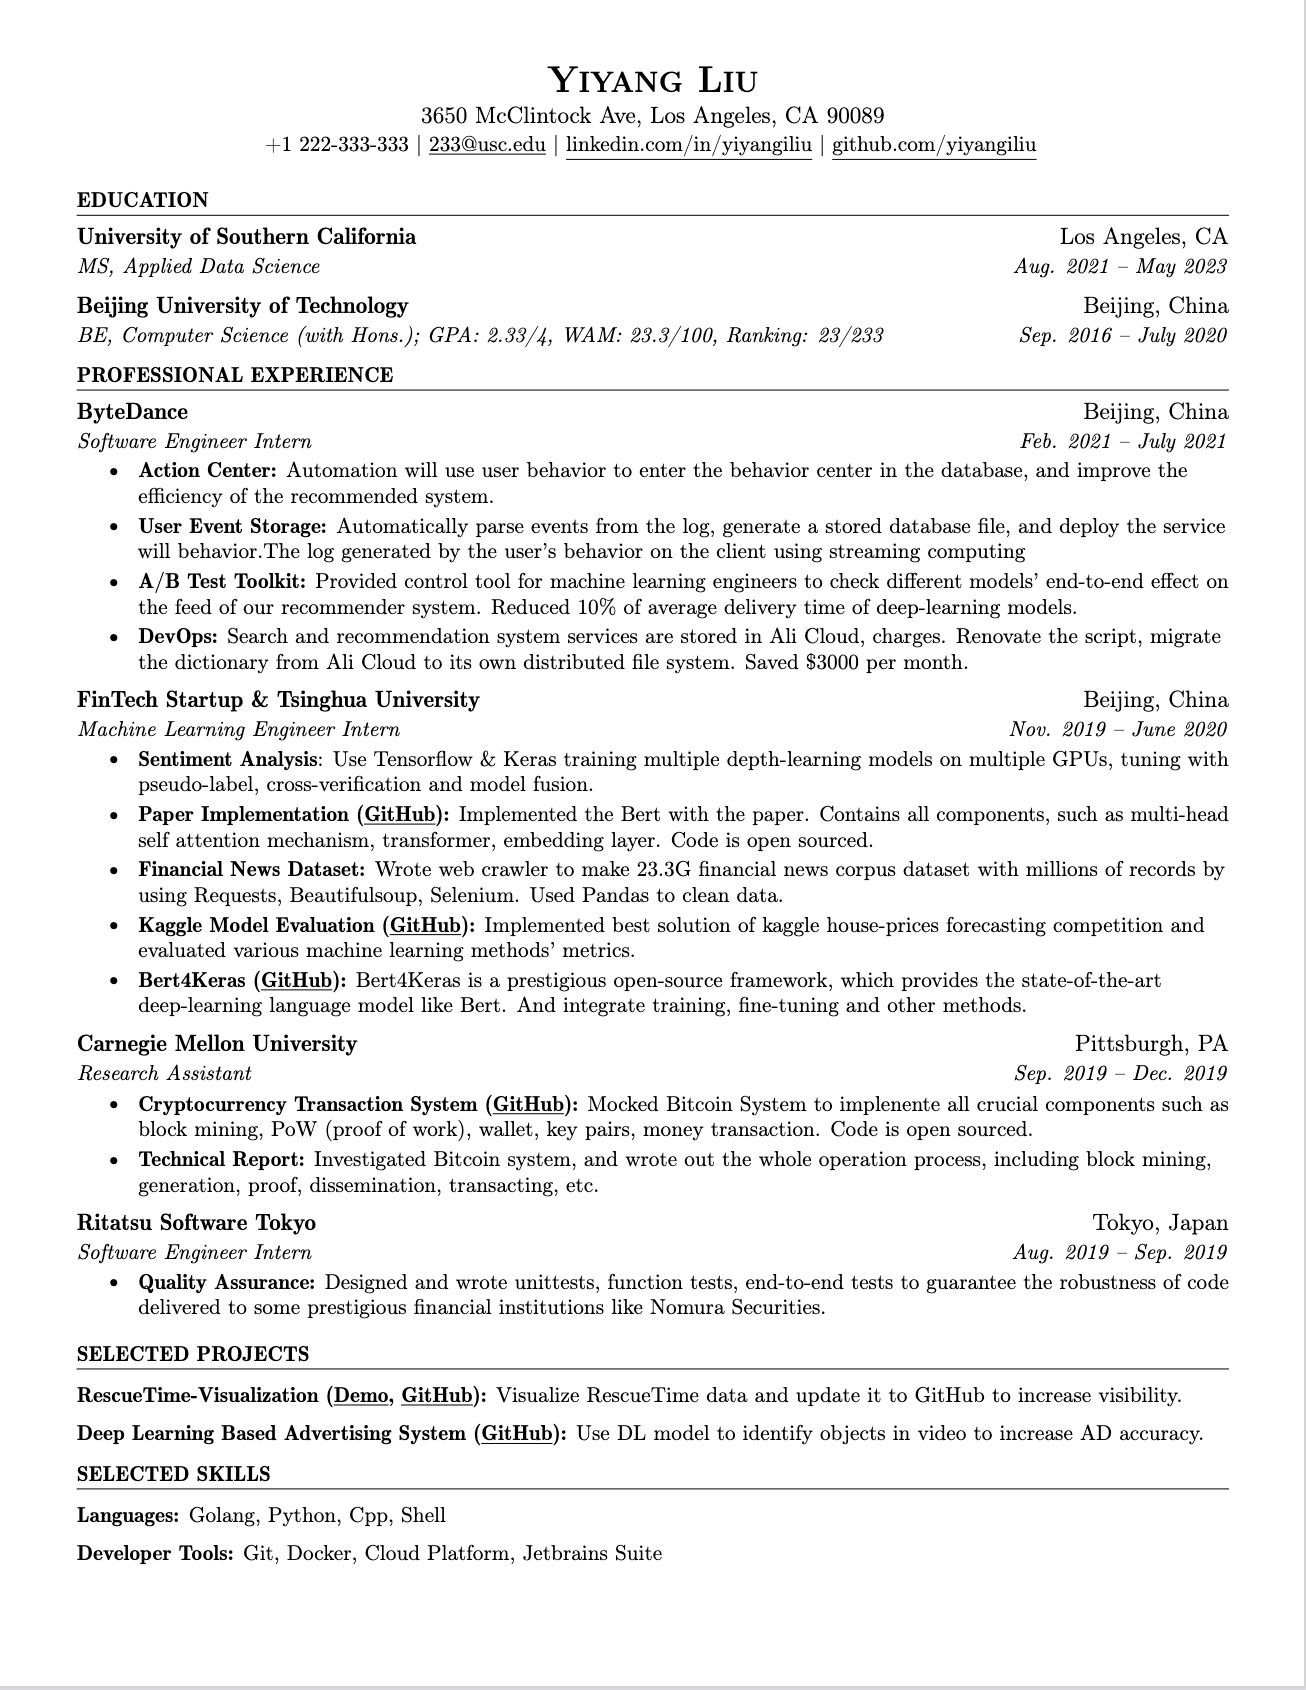 Yiyang Liu
3650 McClintock Ave, Los Angeles, CA 90089
+1 222-333-333 | 233@usc.edu | linkedin.com/in/yiyangiliu | github.com/yiyangiliu
EDUCATION
University of Southern California Los Angeles, CA
MS, Applied Data Science Aug. 2021 – May 2023
Beijing University of Technology Beijing, China
BE, Computer Science (with Hons.); GPA: 2.33/4, WAM: 23.3/100, Ranking: 23/233 Sep. 2016 – July 2020
PROFESSIONAL EXPERIENCE
ByteDance Beijing, China
Software Engineer Intern Feb. 2021 – July 2021
• Action Center: Automation will use user behavior to enter the behavior center in the database, and improve the
efficiency of the recommended system.
• User Event Storage: Automatically parse events from the log, generate a stored database file, and deploy the service
will behavior.The log generated by the user's behavior on the client using streaming computing
• A/B Test Toolkit: Provided control tool for machine learning engineers to check different models' end-to-end effect on
the feed of our recommender system. Reduced 10% of average delivery time of deep-learning models.
• DevOps: Search and recommendation system services are stored in Ali Cloud, charges. Renovate the script, migrate
the dictionary from Ali Cloud to its own distributed file system. Saved $3000 per month.
FinTech Startup & Tsinghua University Beijing, China
Machine Learning Engineer Intern Nov. 2019 – June 2020
• Sentiment Analysis: Use Tensorflow & Keras training multiple depth-learning models on multiple GPUs, tuning with
pseudo-label, cross-verification and model fusion.
• Paper Implementation (GitHub): Implemented the Bert with the paper. Contains all components, such as multi-head
self attention mechanism, transformer, embedding layer. Code is open sourced.
• Financial News Dataset: Wrote web crawler to make 23.3G financial news corpus dataset with millions of records by
using Requests, Beautifulsoup, Selenium. Used Pandas to clean data.
• Kaggle Model Evaluation (GitHub): Implemented best solution of kaggle house-prices forecasting competition and
evaluated various machine learning methods' metrics.
• Bert4Keras (GitHub): Bert4Keras is a prestigious open-source framework, which provides the state-of-the-art
deep-learning language model like Bert. And integrate training, fine-tuning and other methods.
Carnegie Mellon University Pittsburgh, PA
Research Assistant Sep. 2019 – Dec. 2019
• Cryptocurrency Transaction System (GitHub): Mocked Bitcoin System to implenente all crucial components such as
block mining, PoW (proof of work), wallet, key pairs, money transaction. Code is open sourced.
• Technical Report: Investigated Bitcoin system, and wrote out the whole operation process, including block mining,
generation, proof, dissemination, transacting, etc.
Ritatsu Software Tokyo Tokyo, Japan
Software Engineer Intern Aug. 2019 – Sep. 2019
• Quality Assurance: Designed and wrote unittests, function tests, end-to-end tests to guarantee the robustness of code
delivered to some prestigious financial institutions like Nomura Securities.
SELECTED PROJECTS
RescueTime-Visualization (Demo, GitHub): Visualize RescueTime data and update it to GitHub to increase visibility.
Deep Learning Based Advertising System (GitHub): Use DL model to identify objects in video to increase AD accuracy.
SELECTED SKILLS
Languages: Golang, Python, Cpp, Shell
Developer Tools: Git, Docker, Cloud Platform, Jetbrains Suite